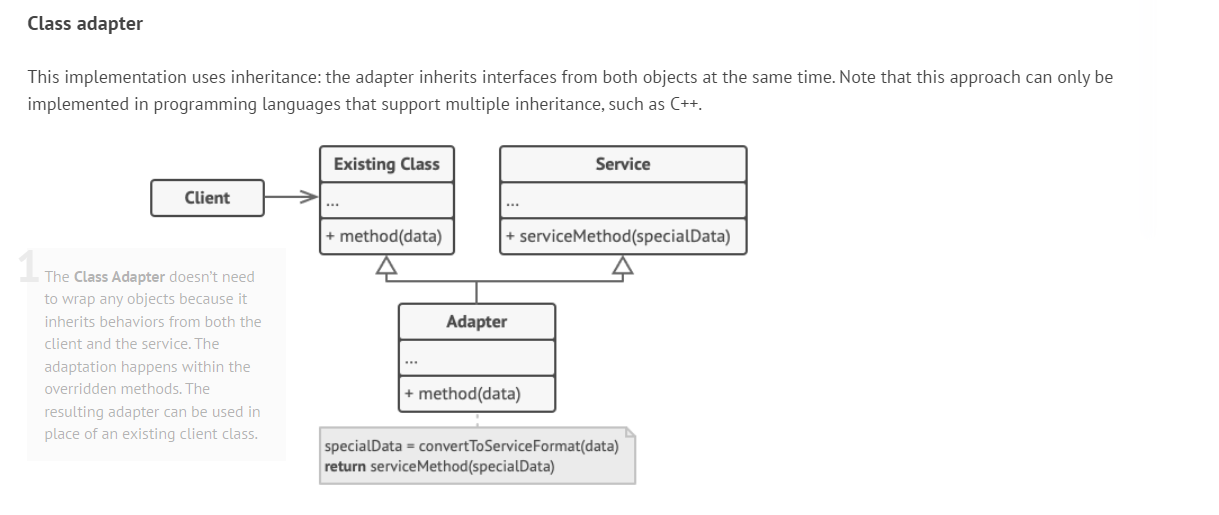 Class adapter
This implementation uses inheritance: the adapter inherits interfaces from both objects at the same time. Note that this approach can only be
implemented in programming languages that support multiple inheritance, such as C++.
Existing Class
Service
Client
...
...
+ method(data)
+ serviceMethod(specialData)
1
The Class Adapter doesn't need
to wrap any objects because it
inherits behaviors from both the
client and the service. The
adaptation happens within the
overridden methods. The
resulting adapter can be used in
place of an existing client class.
Adapter
...
+ method(data)
specialData = convertToServiceFormat(data)
return serviceMethod(specialData)